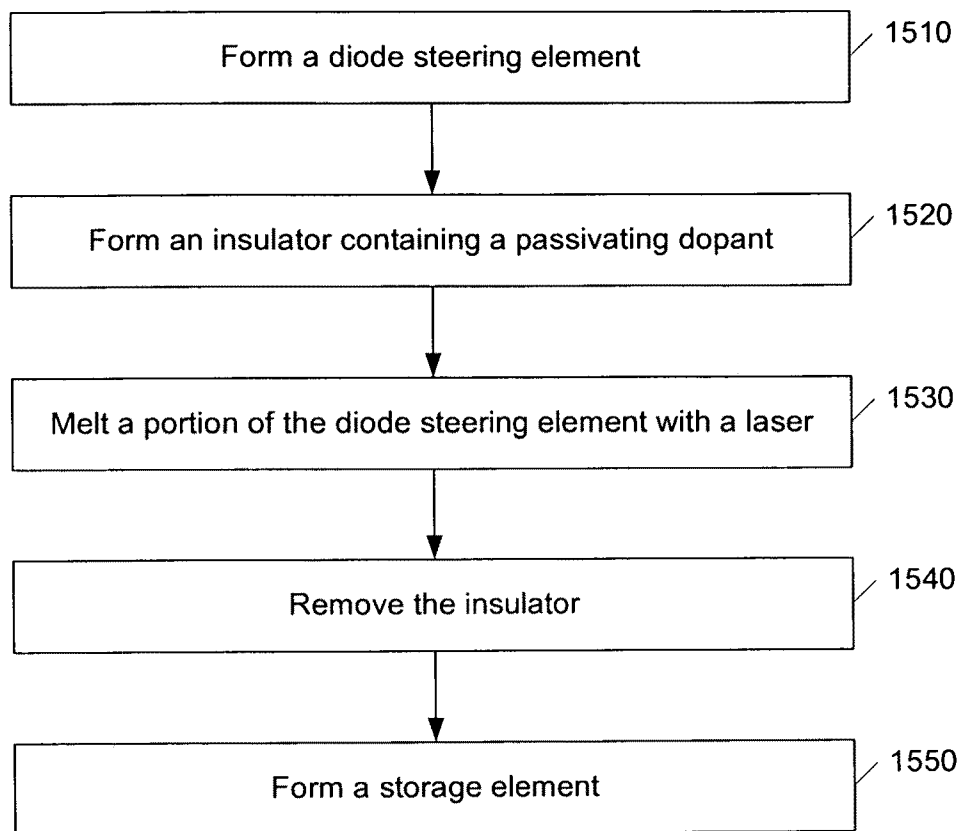 Form a diode steering element
1510
Form an insulator containing a passivating dopant
1520
Melt a portion of the diode steering element with a laser
1530
Remove the insulator
1540
Form a storage element
1550